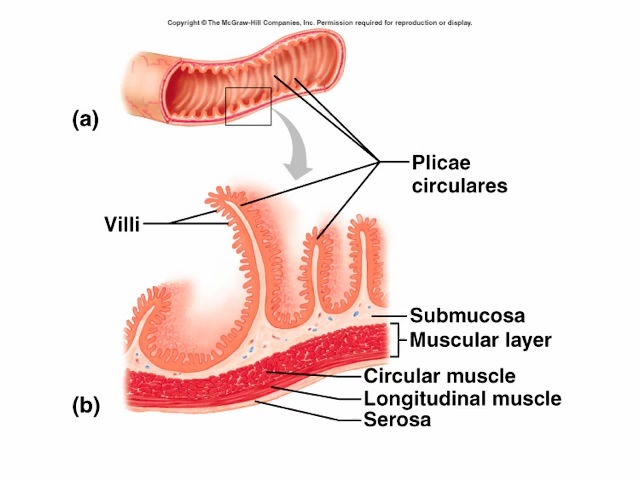 Copyright © The McGraw-Hill Companies, Inc. Permission required for reproduction or display.
(a)
Plicae
circulares
Villi
Submucosa
Muscular layer
Circular muscle
(b)
Longitudinal muscle
Serosa